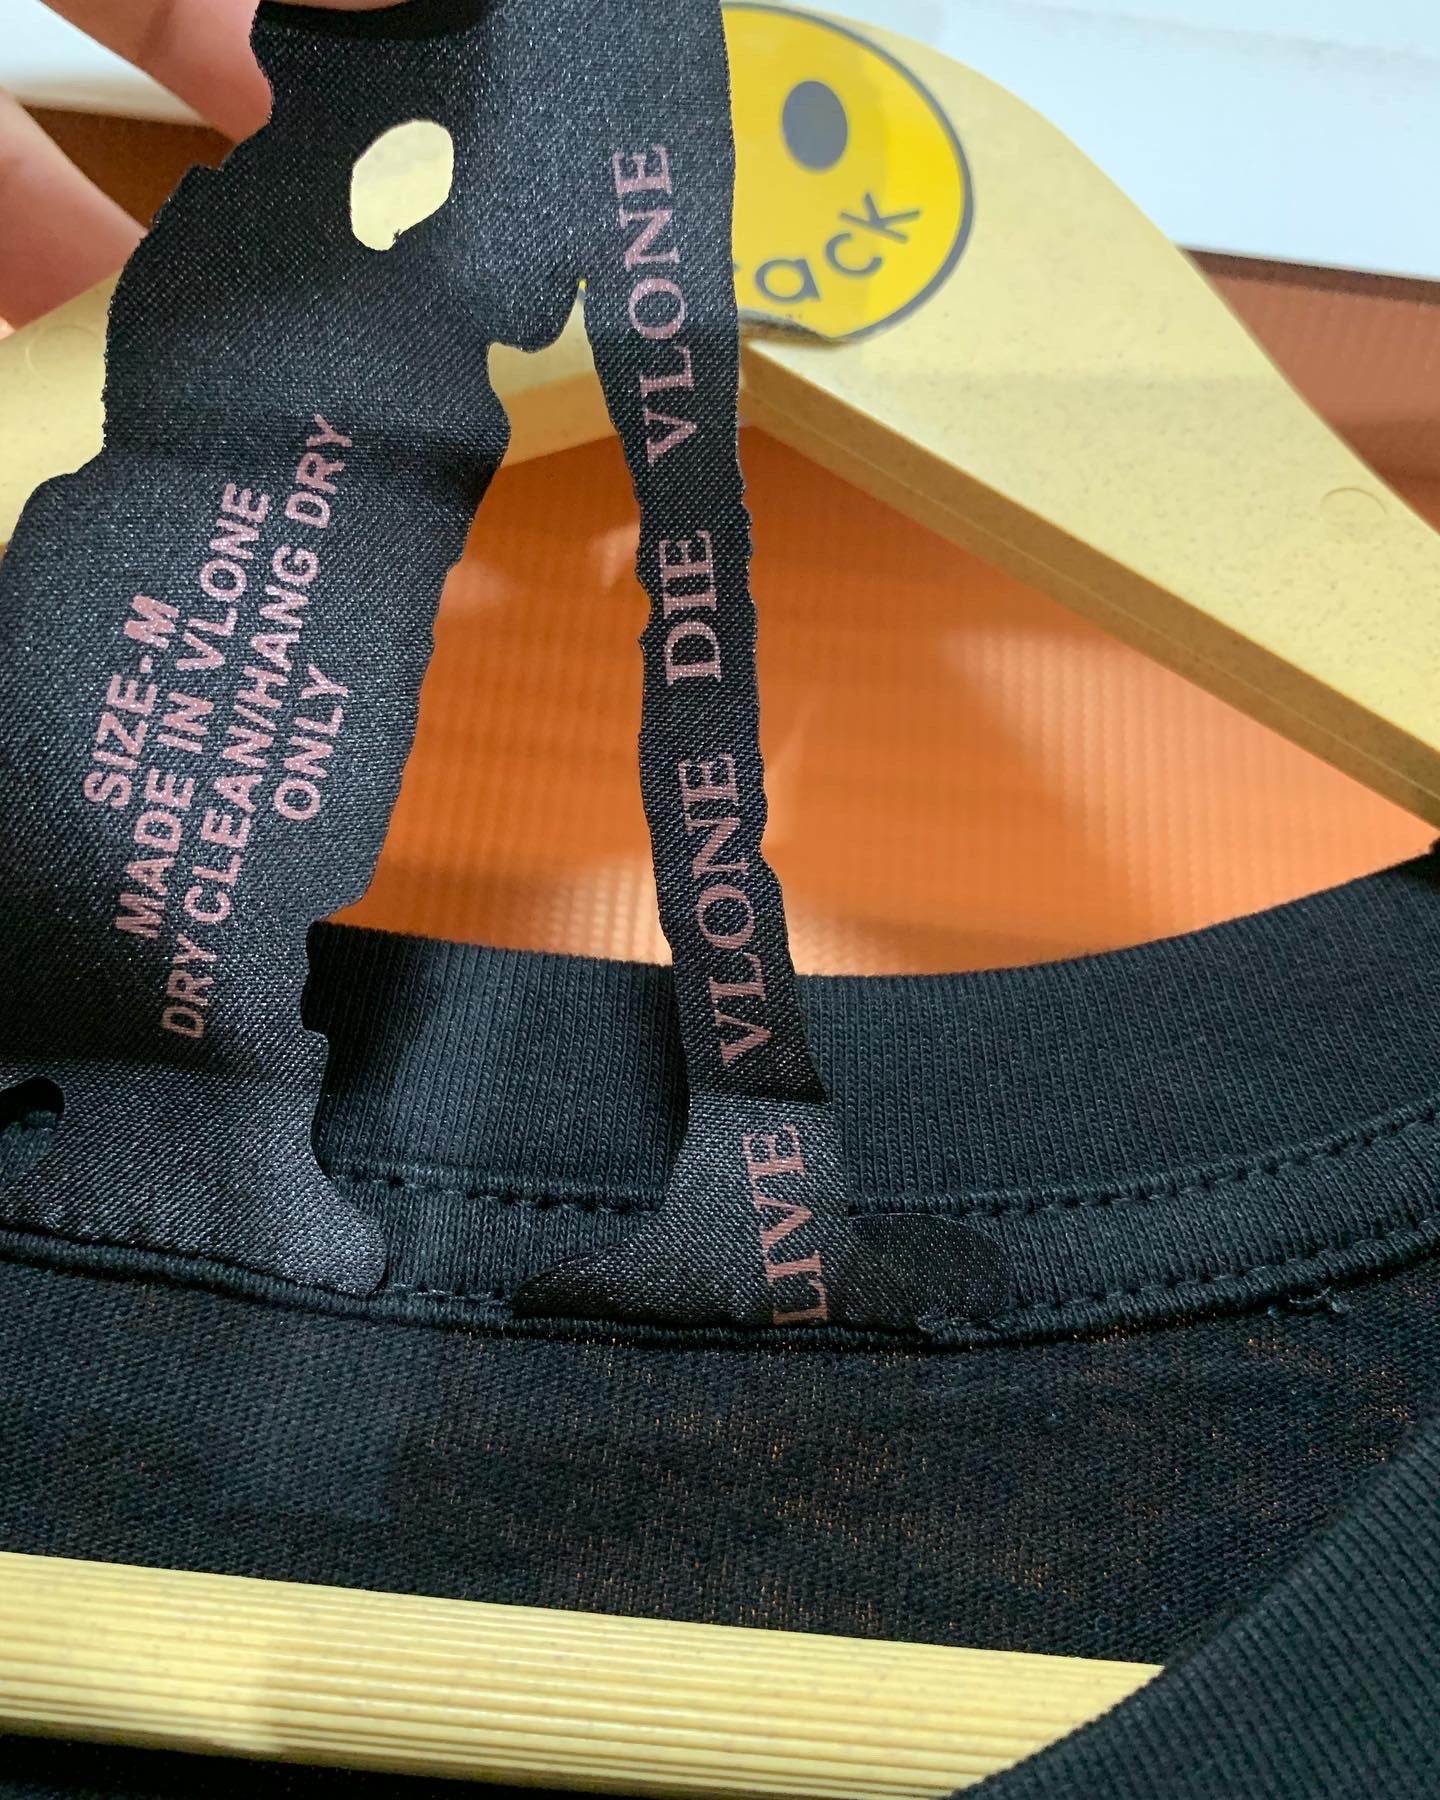 SIZE-M
MADE IN VLONE
DRY CLEAN/HANG DRY
ONLY
LIVE VLONE DIE VLONE
ack